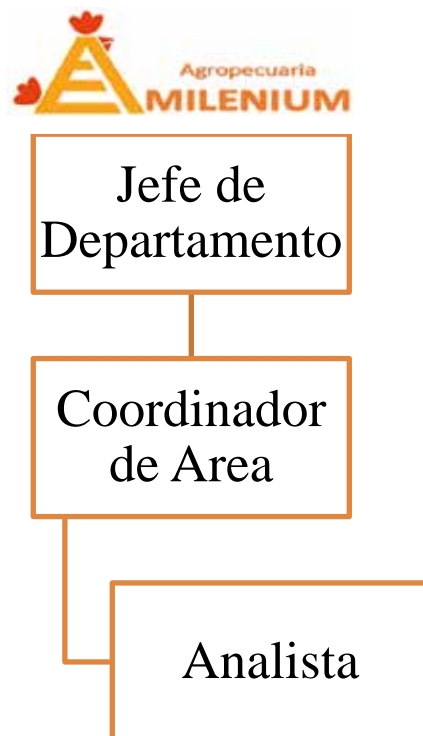 Agropecuaria
MILENIUM
Jefe de
Departamento
Coordinador
de Area
Analista